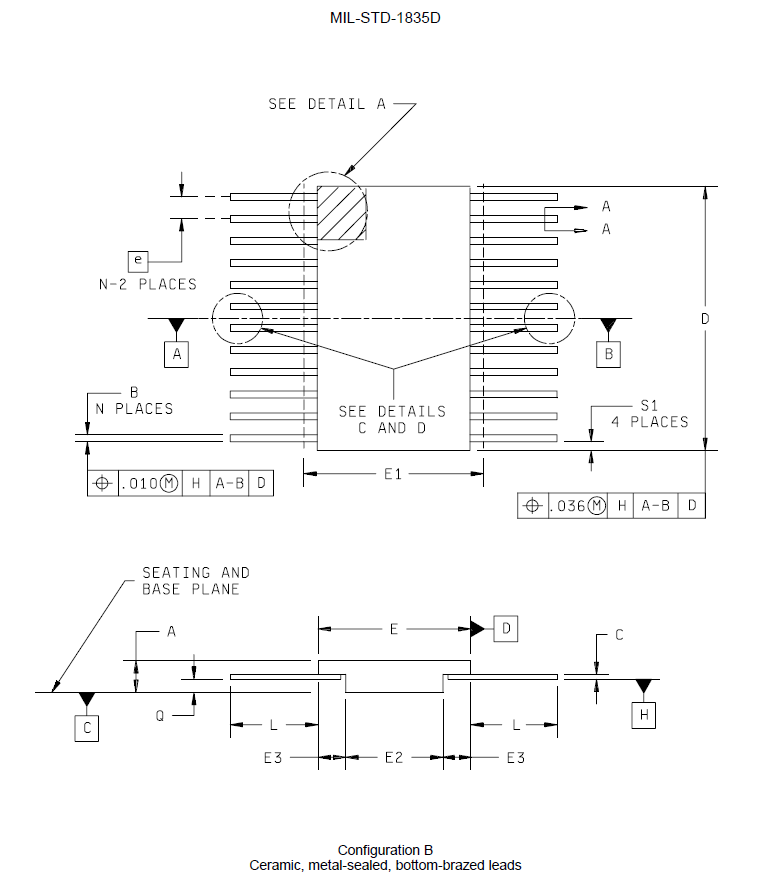 MIL-STD-1835D
SEE DETAIL A
A
A
e
N-2 PLACES
A
B
D
B
N PLACES
SEE DETAILS
C AND D
S1
4 PLACES
E1
.010 Ⓜ H A-B D
.036 Ⓜ H A-B D
SEATING AND
BASE PLANE
A
E
D
C
Q
C
L
L
H
E3
E2
E3
Configuration B
Ceramic, metal-sealed, bottom-brazed leads